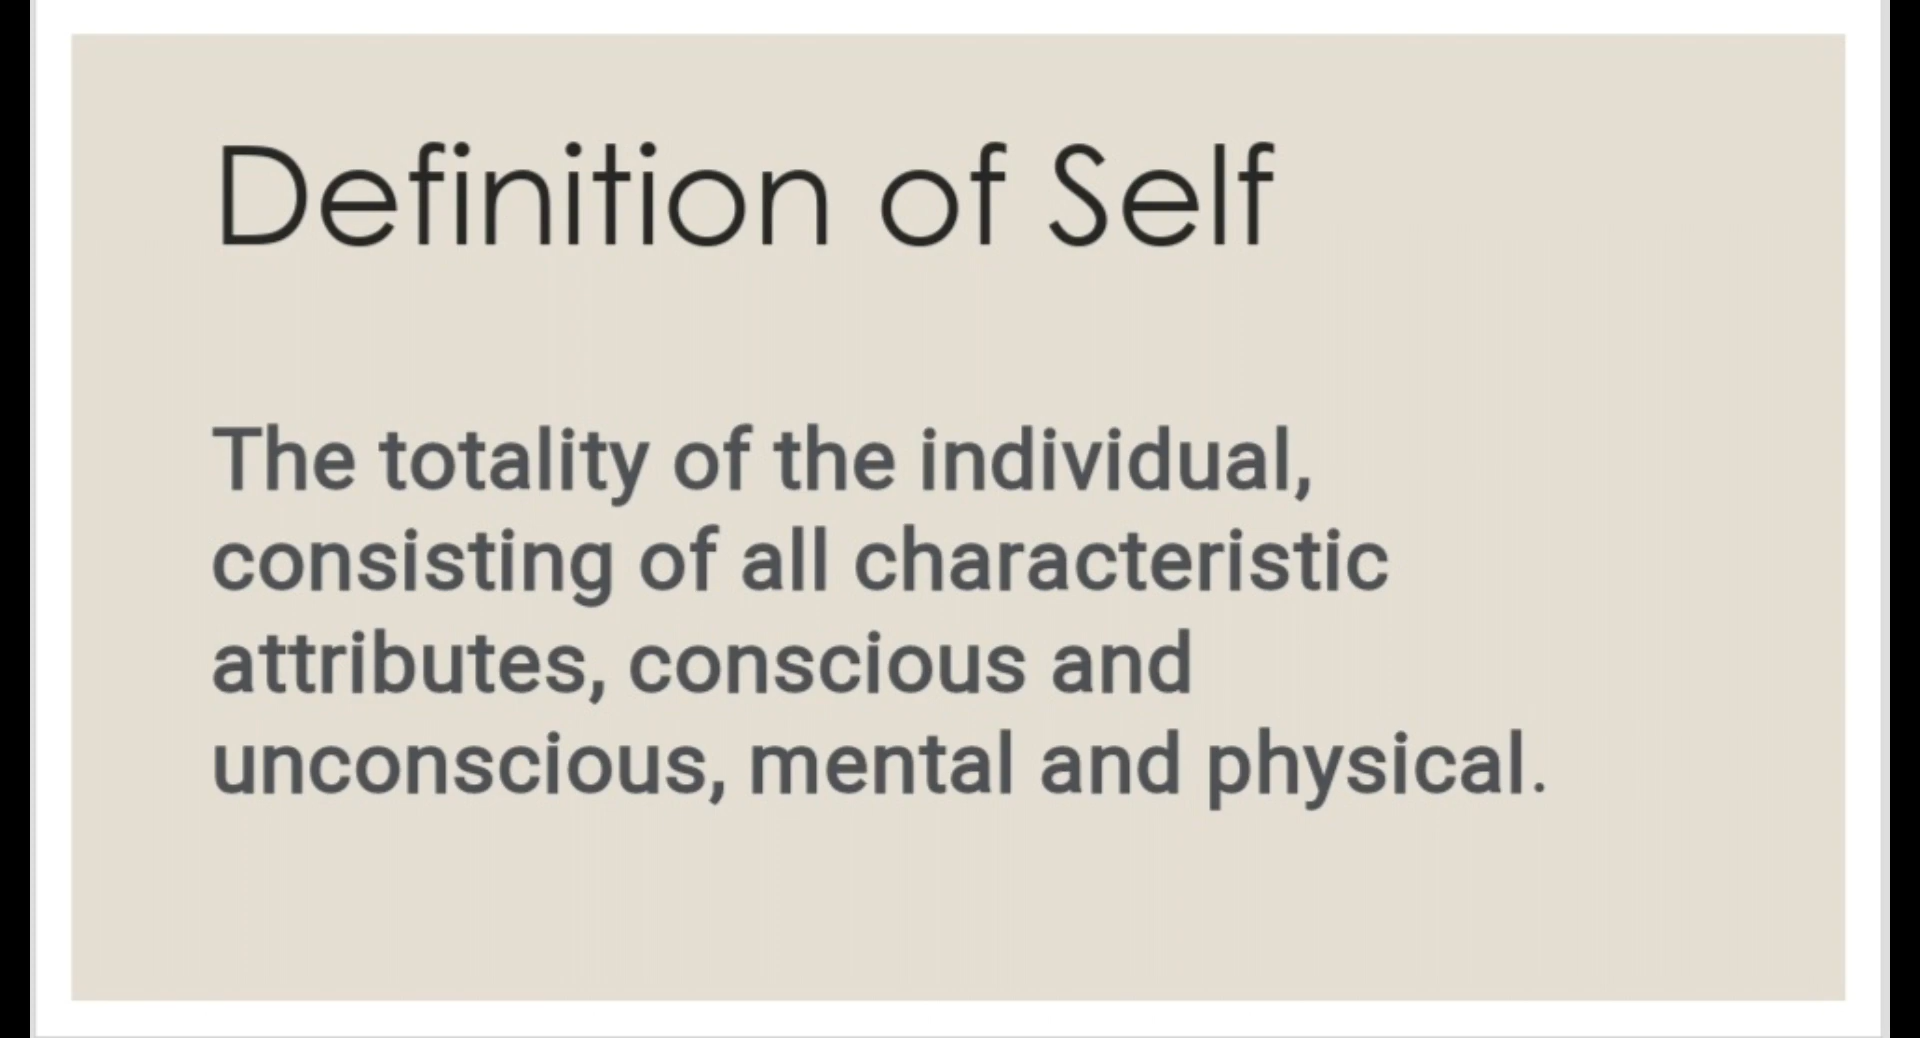 Definition of Self
The totality of the individual,
consisting of all characteristic
attributes, conscious and
unconscious, mental and physical.